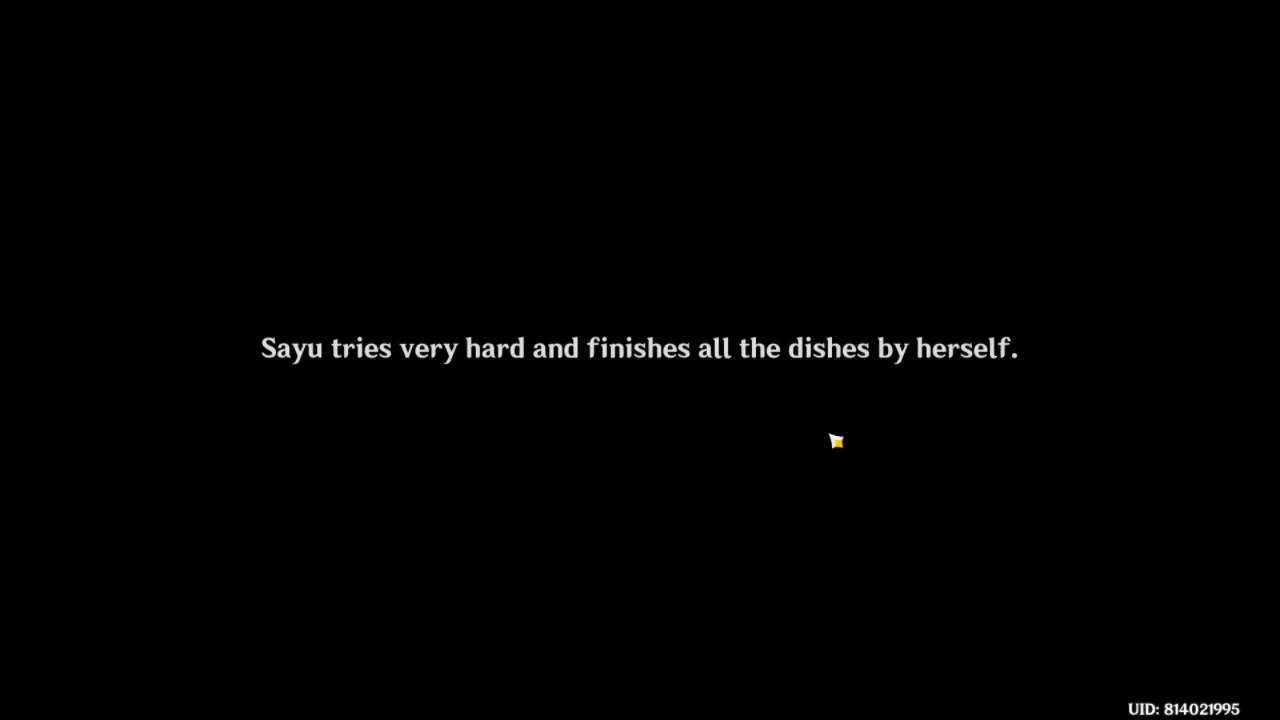 Sayu tries very hard and finishes all the dishes by herself.
UID: 814021995